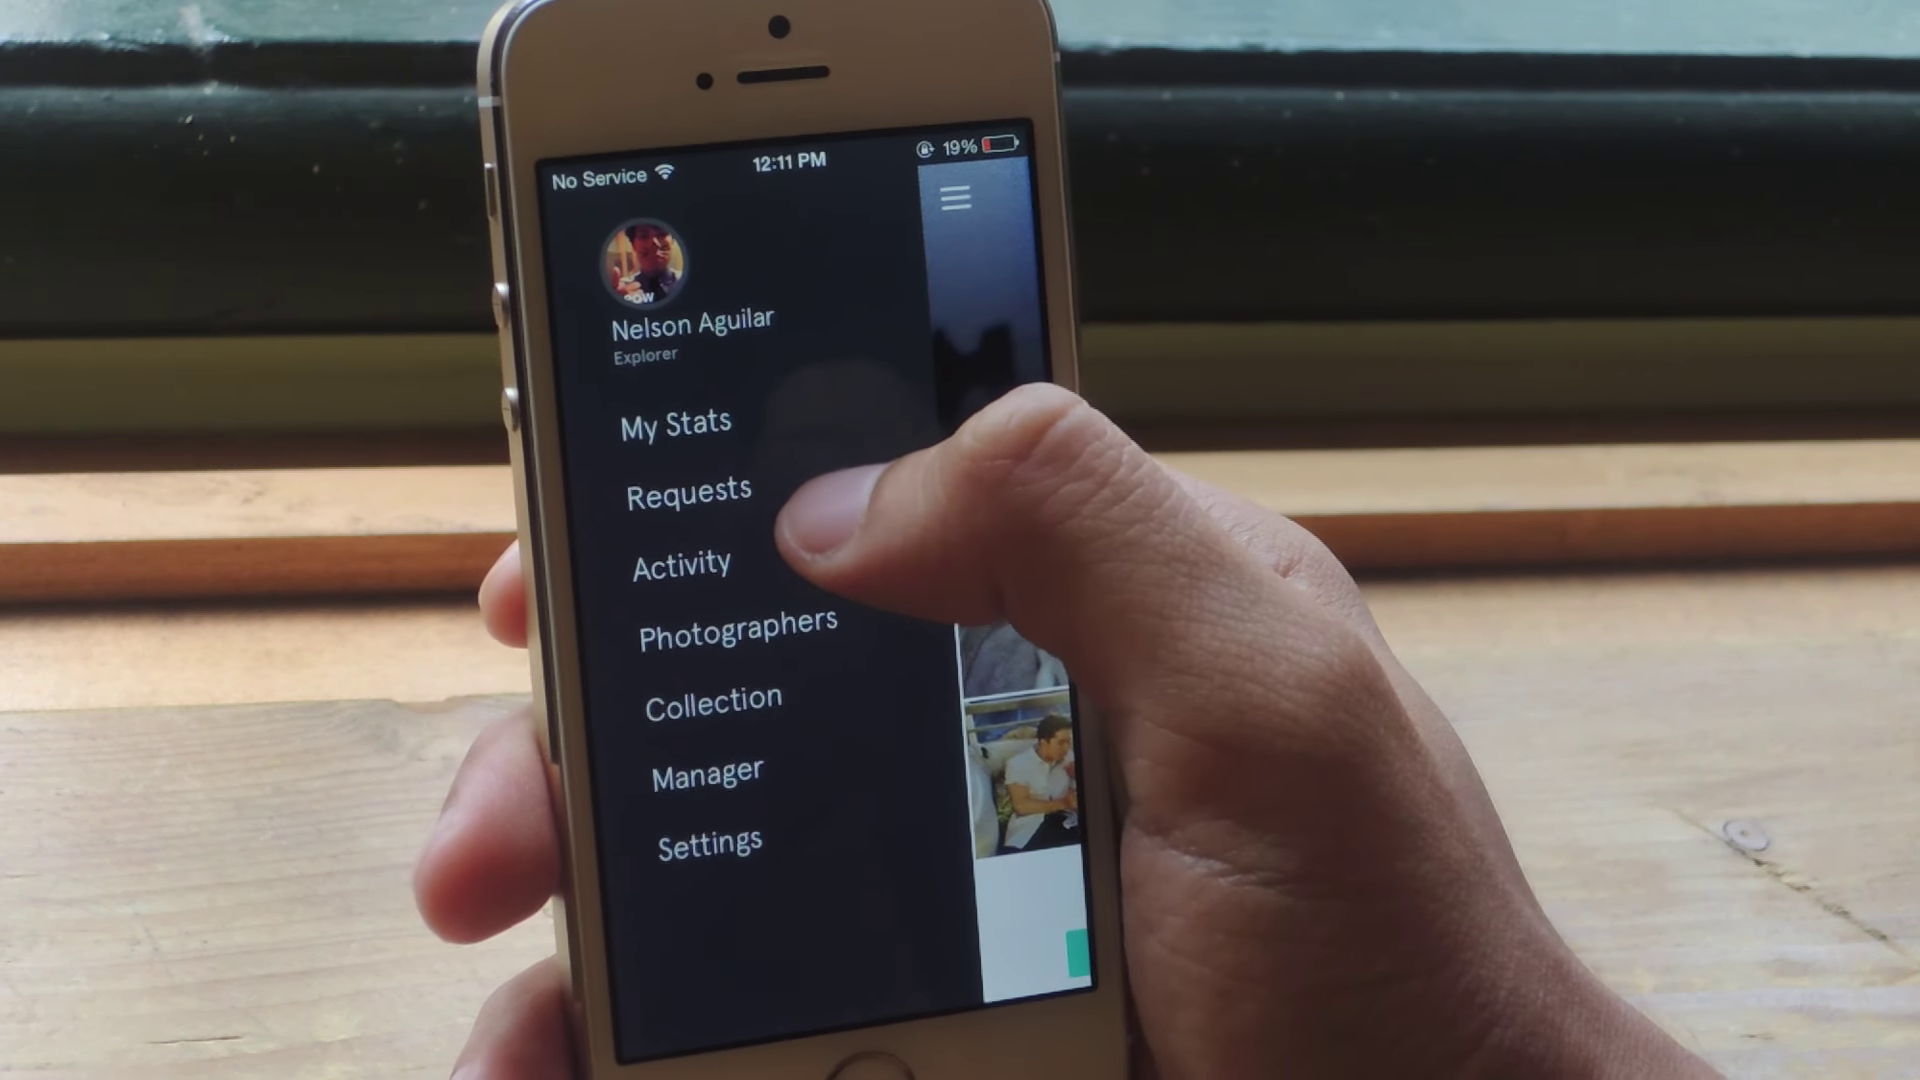 No Service 12:11 PM 19%
Nelson Aguilar
Explorer
My Stats
Requests
Activity
Photographers
Collection
Manager
Settings